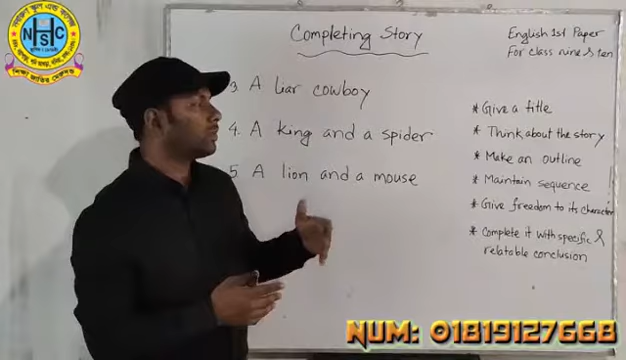 NHSC
শিক্ষা জাতির মেরুদন্ড
Completing Story
English 1st Paper
For class nine & ten
3. A liar cowboy
4. A king and a spider
5. A lion and a mouse
* Give a title
* Think about the story
* Make an outline
* Maintain sequence
* Give freedom to its character
* Complete it with specific &
relatable conclusion
NUM: 01819127668